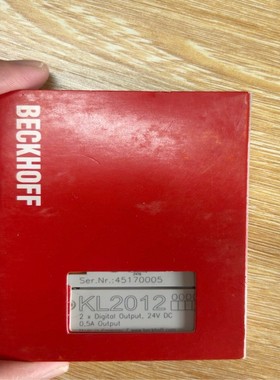 BECKHOFF
Ser.Nr.:45170005
KL2012
2 x Digital Output, 24V DC
0,5A Output